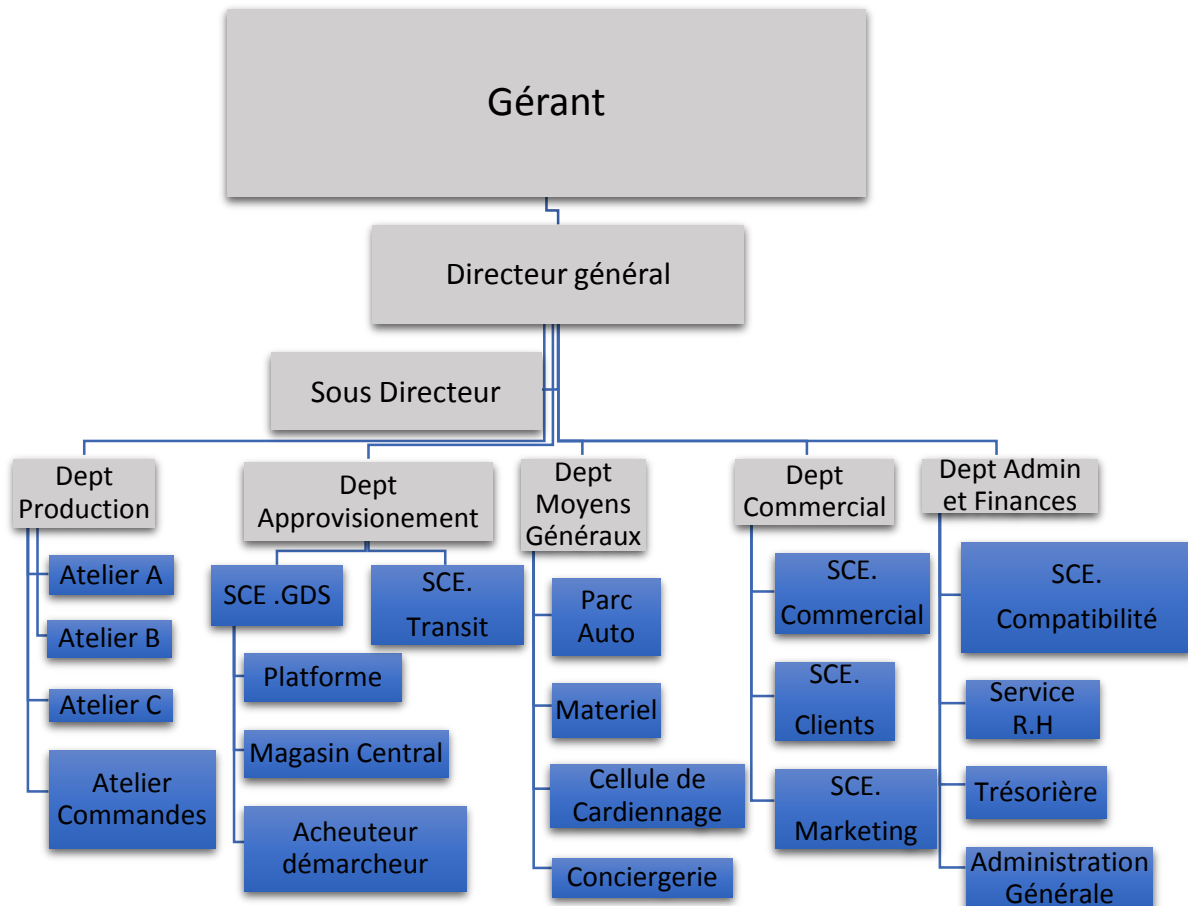 Gérant
Directeur général
Sous Directeur
Dept
Production
Atelier A
Atelier B
Atelier C
Atelier
Commandes
Dept
Approvisionement
SCE .GDS
SCE.
Transit
Platforme
Magasin Central
Acheuteur
démarcheur
Dept
Moyens
Généraux
Parc
Auto
Materiel
Cellule de
Cardiennage
Conciergerie
Dept
Commercial
SCE.
Commercial
SCE.
Clients
SCE.
Marketing
Dept Admin
et Finances
SCE.
Compatibilité
Service
R.H
Trésorière
Administration
Générale